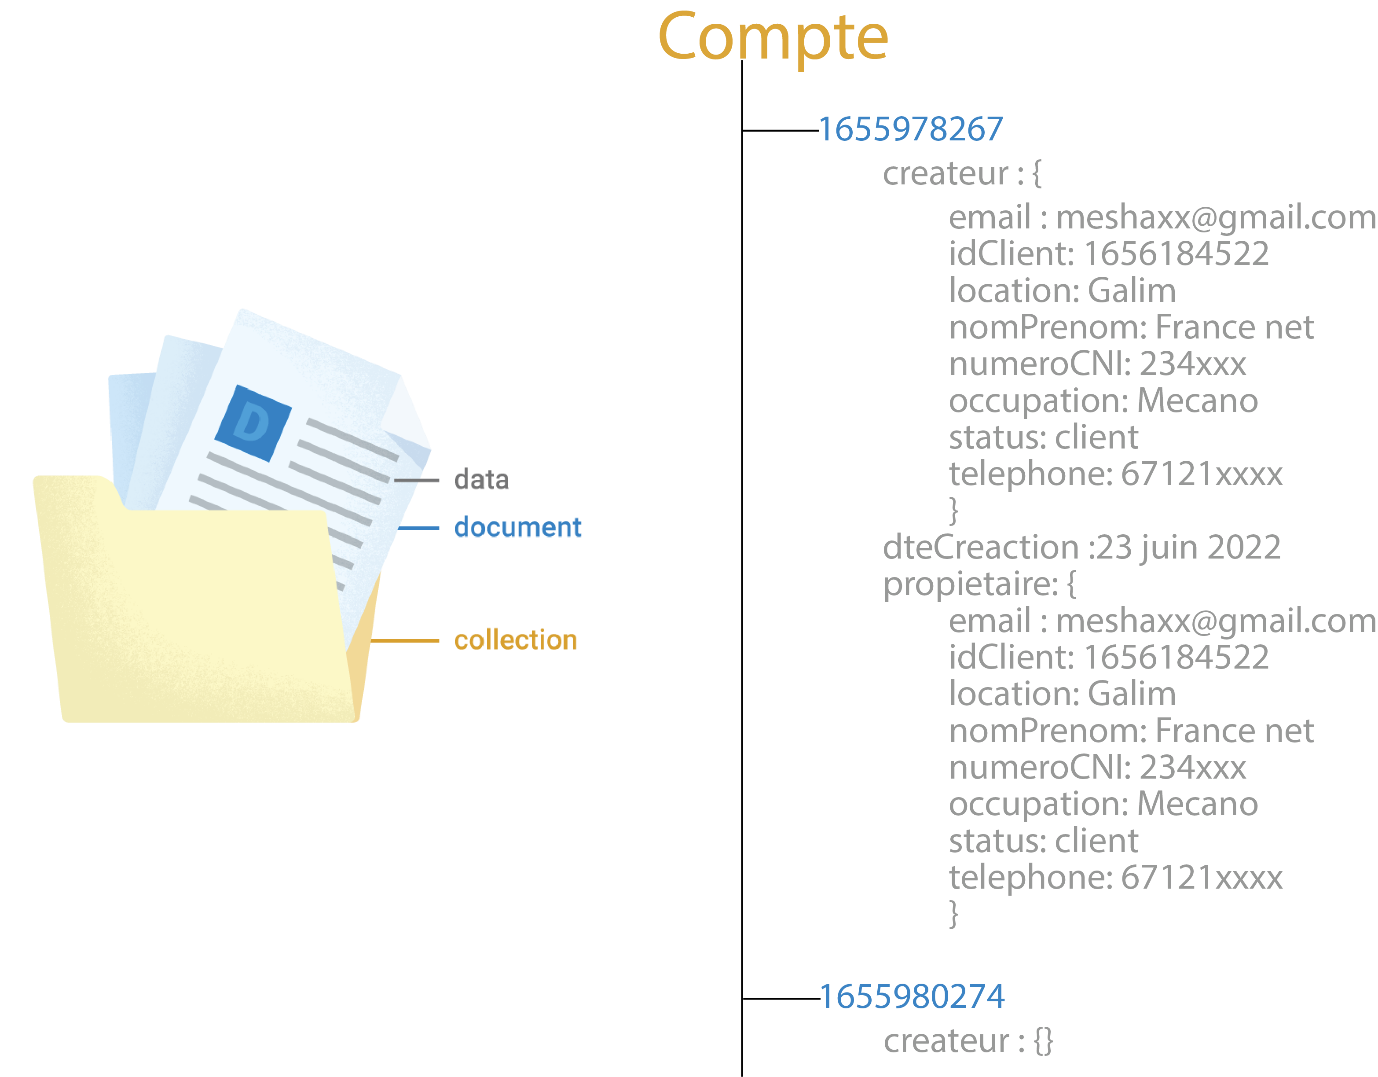 Compte
1655978267
createur : {
email : meshaxx@gmail.com
idClient: 1656184522
location: Galim
nomPrenom: France net
numeroCNI: 234xxx
occupation: Mecano
status: client
telephone: 67121xxxx
}
dteCreaction :23 juin 2022
propietaire: {
email : meshaxx@gmail.com
idClient: 1656184522
location: Galim
nomPrenom: France net
numeroCNI: 234xxx
occupation: Mecano
status: client
telephone: 67121xxxx
}
1655980274
createur : {}
D
data
document
collection